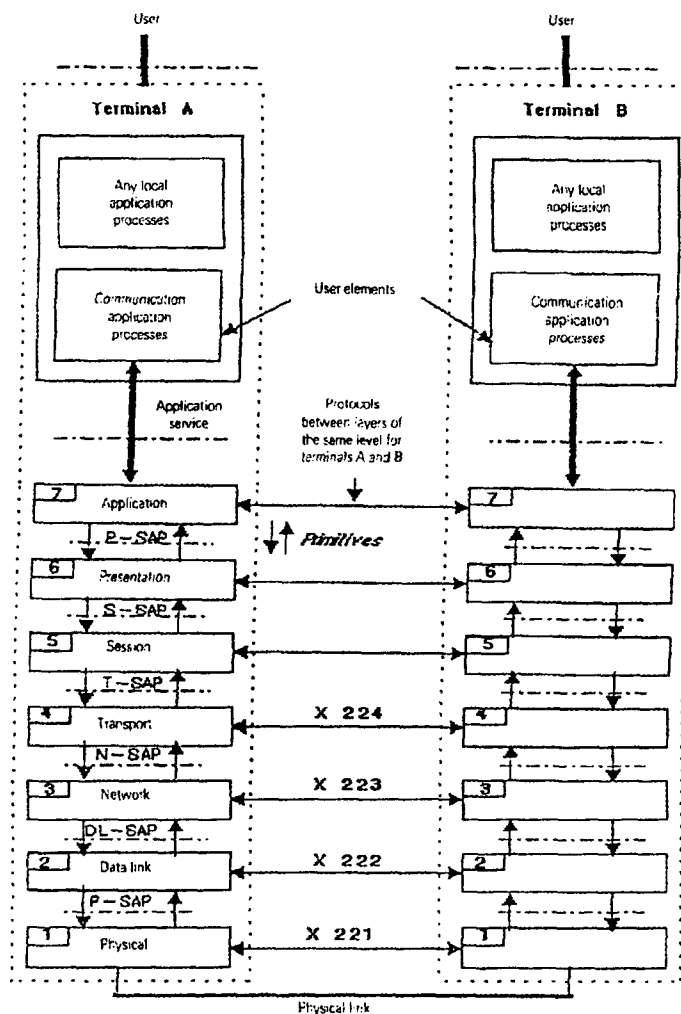 User
User
Terminal A
Terminal B
Any local
application
processes
Any local
application
processes
Communication
application
processes
User elements
Communication
application
processes
Application
service
Protocols
between layers of
the same level for
terminals A and B
7
Application
7
P-SAP
Primitives
6
Presentation
6
S-SAP
5
Session
5
T-SAP
4
Transport
X 224
4
N-SAP
3
Network
X 223
3
DL-SAP
2
Data link
X 222
2
P-SAP
1
Physical
X 221
1
Physical link